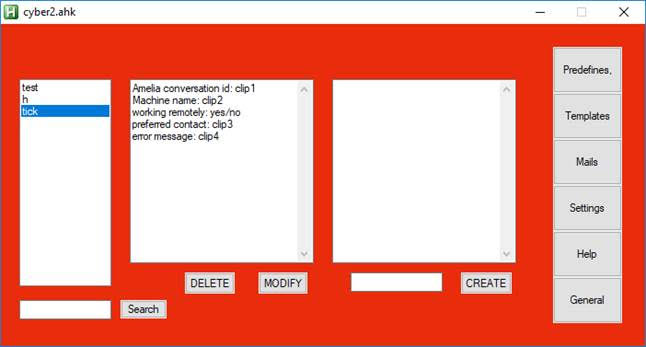 cyber2.ahk
test
h
tick
Amelia conversation id: clip1
Machine name: clip2
working remotely: yes/no
preferred contact: clip3
error message: clip4
DELETE
MODIFY
CREATE
Search
Predefines,
Templates
Mails
Settings
Help
General